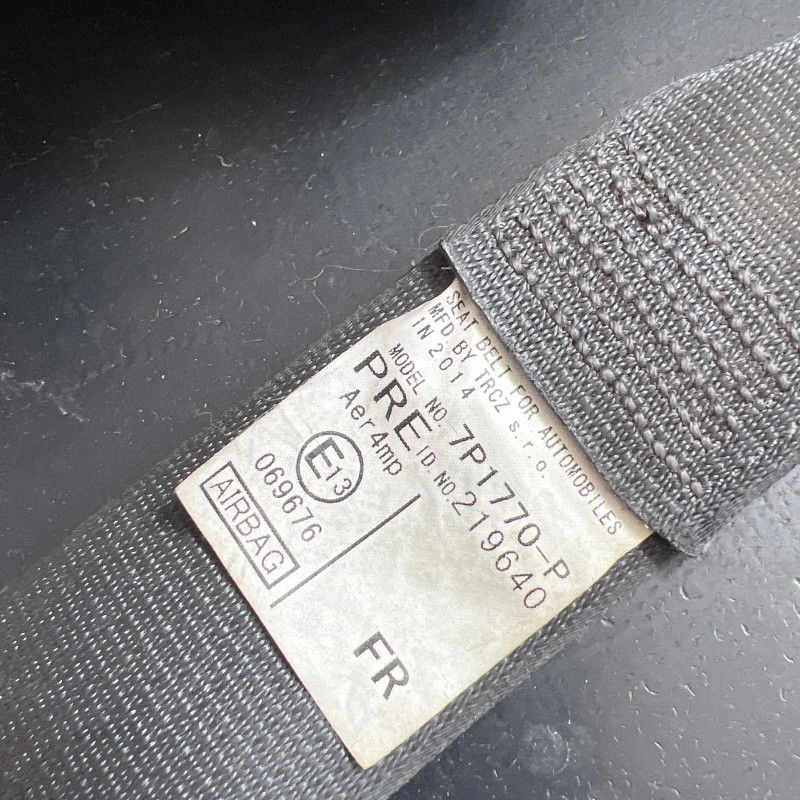 SEAT BELT FOR AUTOMOBILES
MFD BY TRCZ s.r.o.
IN 2014
MODEL NO. 7P1770-P
PRE ID.NO. 219640
Aer4mp
E13
069676
AIRBAG
FR